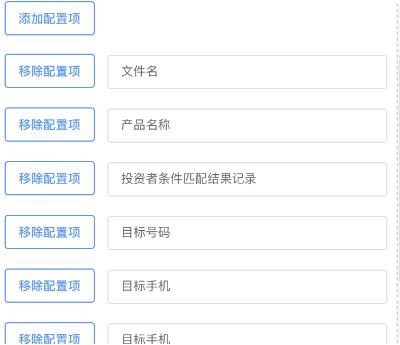 添加配置项
移除配置项 文件名
移除配置项 产品名称
移除配置项 投资者条件匹配结果记录
移除配置项 目标号码
移除配置项 目标手机
移除配置项 目标手机